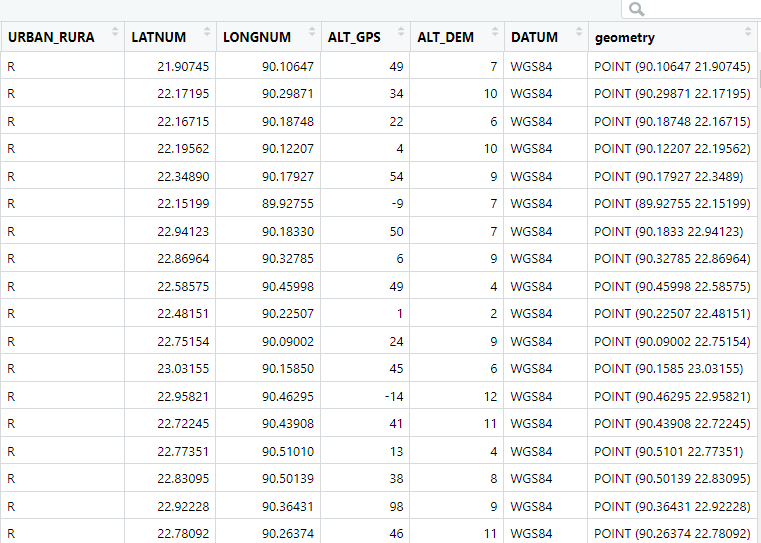 URBAN_RURA LATNUM LONGNUM ALT_GPS ALT_DEM DATUM geometry
R 21.90745 90.10647 49 7 WGS84 POINT (90.10647 21.90745)
R 22.17195 90.29871 34 10 WGS84 POINT (90.29871 22.17195)
R 22.16715 90.18748 22 6 WGS84 POINT (90.18748 22.16715)
R 22.19562 90.12207 4 10 WGS84 POINT (90.12207 22.19562)
R 22.34890 90.17927 54 9 WGS84 POINT (90.17927 22.3489)
R 22.15199 89.92755 -9 7 WGS84 POINT (89.92755 22.15199)
R 22.94123 90.18330 50 7 WGS84 POINT (90.1833 22.94123)
R 22.86964 90.32785 6 9 WGS84 POINT (90.32785 22.86964)
R 22.58575 90.45998 49 4 WGS84 POINT (90.45998 22.58575)
R 22.48151 90.22507 1 2 WGS84 POINT (90.22507 22.48151)
R 22.75154 90.09002 24 9 WGS84 POINT (90.09002 22.75154)
R 23.03155 90.15850 45 6 WGS84 POINT (90.1585 23.03155)
R 22.95821 90.46295 -14 12 WGS84 POINT (90.46295 22.95821)
R 22.72245 90.43908 41 11 WGS84 POINT (90.43908 22.72245)
R 22.77351 90.51010 13 4 WGS84 POINT (90.5101 22.77351)
R 22.83095 90.50139 38 8 WGS84 POINT (90.50139 22.83095)
R 22.92228 90.36431 98 9 WGS84 POINT (90.36431 22.92228)
R 22.78092 90.26374 46 11 WGS84 POINT (90.26374 22.78092)